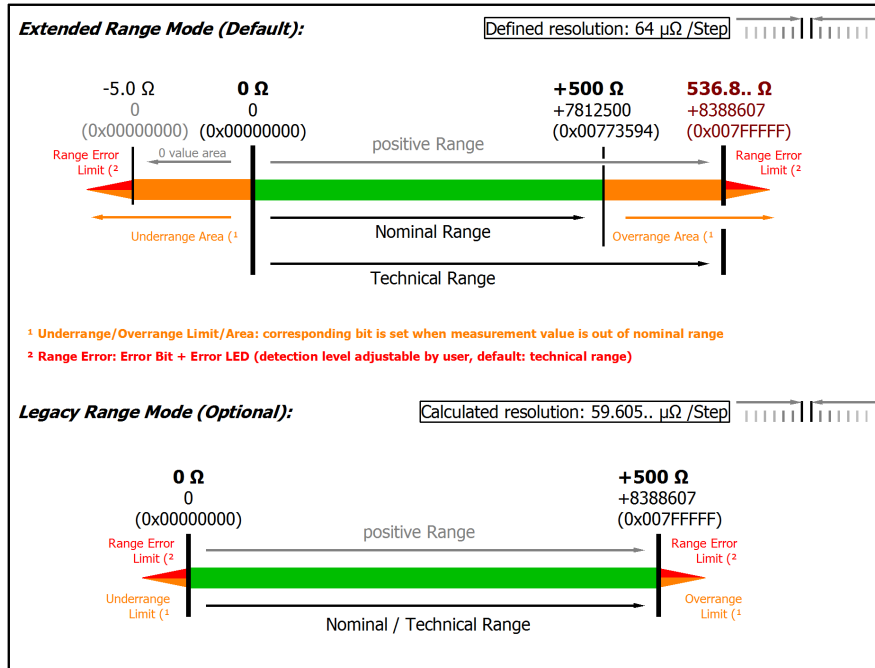 Extended Range Mode (Default):
Defined resolution: 64 µΩ /Step
-5.0 Ω
0
(0x00000000)
0 Ω
0
(0x00000000)
+500 Ω
+7812500
(0x00773594)
536.8.. Ω
+8388607
(0x007FFFFF)
Range Error
Limit (²
0 value area
positive Range
Range Error
Limit (²
Underrange Area (¹
Nominal Range
Overrange Area (¹
Technical Range
¹ Underrange/Overrange Limit/Area: corresponding bit is set when measurement value is out of nominal range
² Range Error: Error Bit + Error LED (detection level adjustable by user, default: technical range)
Legacy Range Mode (Optional):
Calculated resolution: 59.605.. µΩ /Step
0 Ω
0
(0x00000000)
+500 Ω
+8388607
(0x007FFFFF)
Range Error
Limit (²
positive Range
Range Error
Limit (²
Underrange
Limit (¹
Nominal / Technical Range
Overrange
Limit (¹